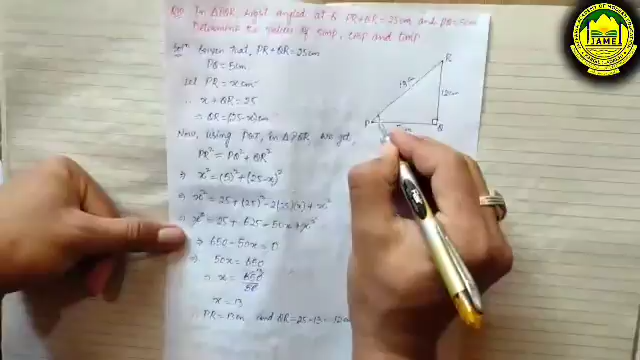 In ΔPQR, right angled at Q PR+QR=25cm and PQ=5cm
Determine the values of sinP, cosP and tanP
Given that, PR+QR=25cm
PQ=5cm
Let PR=xcm
∴ x+QR=25
∴ QR=(25-x)cm
Now, using PGT, in ΔPQR we get,
PR²=PQ²+QR²
⇒ x²=(5)²+(25-x)²
⇒ x²=25+(25)²-2(25)(x)+x²
⇒ x²=25+625-50x+x²
⇒ 650-50x=0
⇒ 50x=650
∴ x=650/50
x=13
∴ PR=13cm and QR=25-13=12cm
R
13cm
12cm
P
Q
JAME